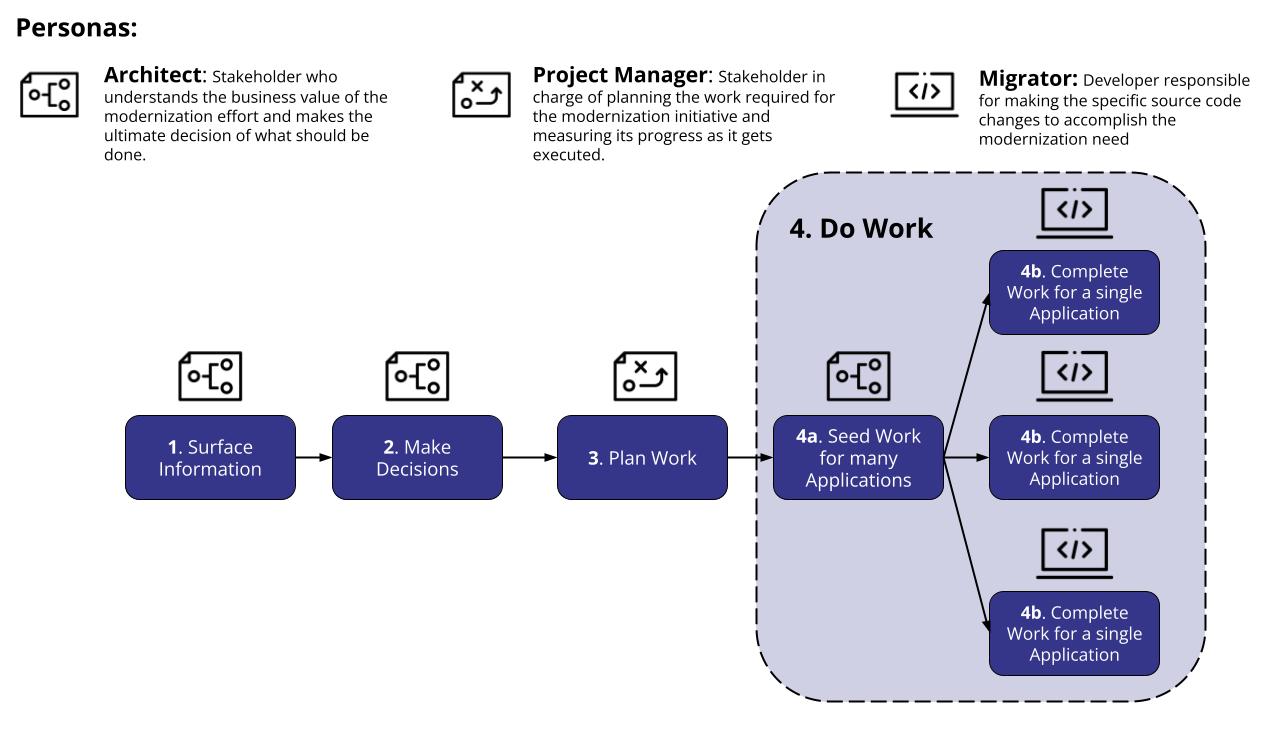 Personas:
Architect: Stakeholder who
understands the business value of the
modernization effort and makes the
ultimate decision of what should be
done.
Project Manager: Stakeholder in
charge of planning the work required for
the modernization initiative and
measuring its progress as it gets
executed.
Migrator: Developer responsible
for making the specific source code
changes to accomplish the
modernization need
4. Do Work
1. Surface
Information
2. Make
Decisions
3. Plan Work
4a. Seed Work
for many
Applications
4b. Complete
Work for a single
Application
4b. Complete
Work for a single
Application
4b. Complete
Work for a single
Application